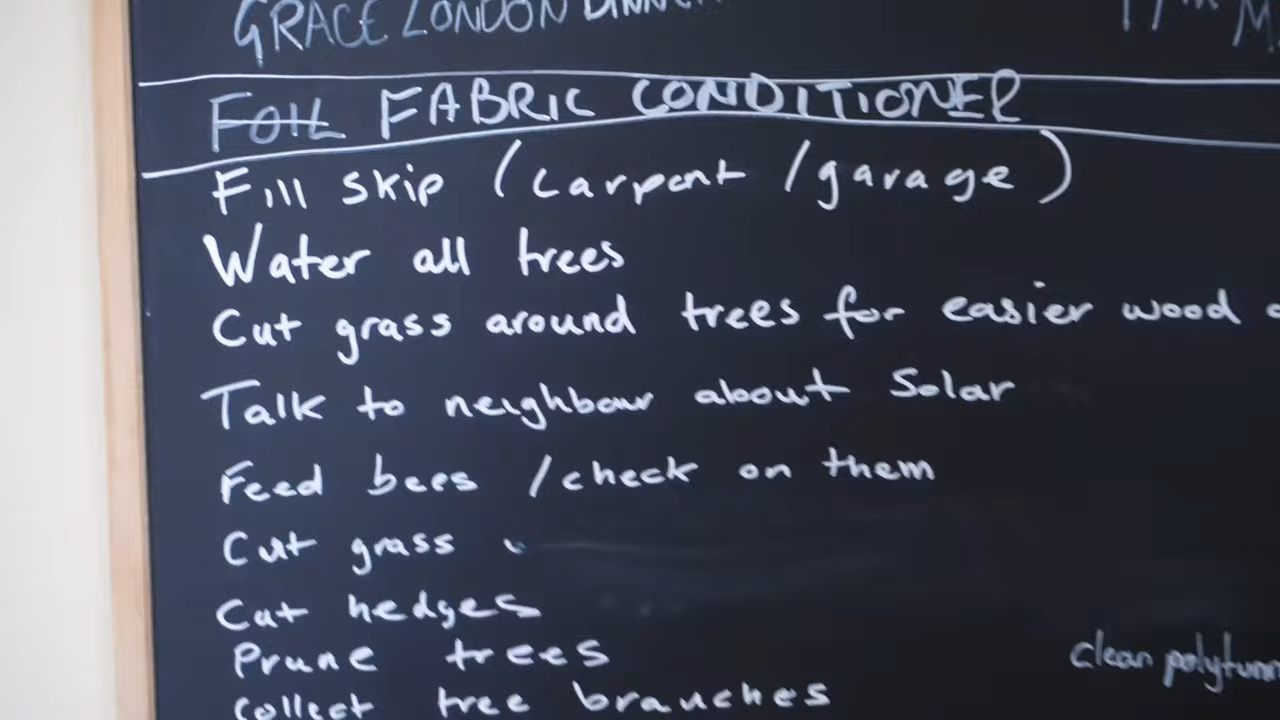 GRACE LONDON
17TH
FOIL FABRIC CONDITIONER
Fill skip (carport /garage)
Water all trees
Cut grass around trees for easier wood
Talk to neighbour about Solar
Feed bees /check on them
Cut grass
Cut hedges
Prune trees
clean
Collect tree branches